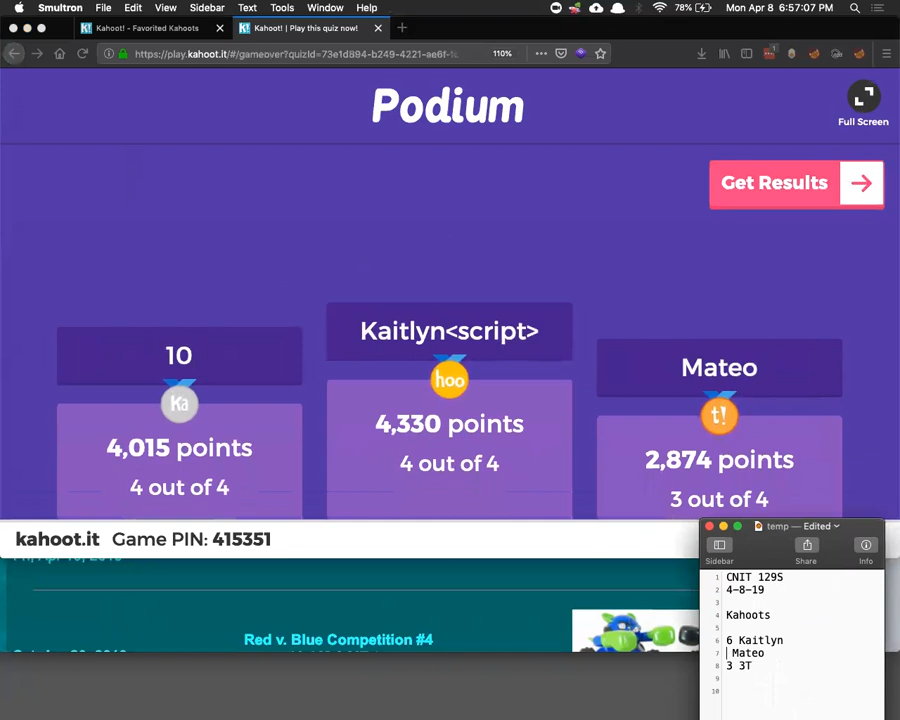 Smultron File Edit View Sidebar Text Tools Window Help 78% Mon Apr 8 6:57:07 PM
Kahoot! - Favorited Kahoots
Kahoot! | Play this quiz now!
https://play.kahoot.it/#/gameover?quizId=73e1d894-b249-4221-ae6f-1c
110%
Podium
Full Screen
Get Results
Kaitlyn<script>
10
Mateo
hoo
Ka
t!
4,330 points
4 out of 4
4,015 points
4 out of 4
2,874 points
3 out of 4
kahoot.it Game PIN: 415351
Red v. Blue Competition #4
temp — Edited
Sidebar Share Info
1 CNIT 129S
2 4-8-19
3
4 Kahoots
5
6 6 Kaitlyn
7 Mateo
8 3 3T
9
10